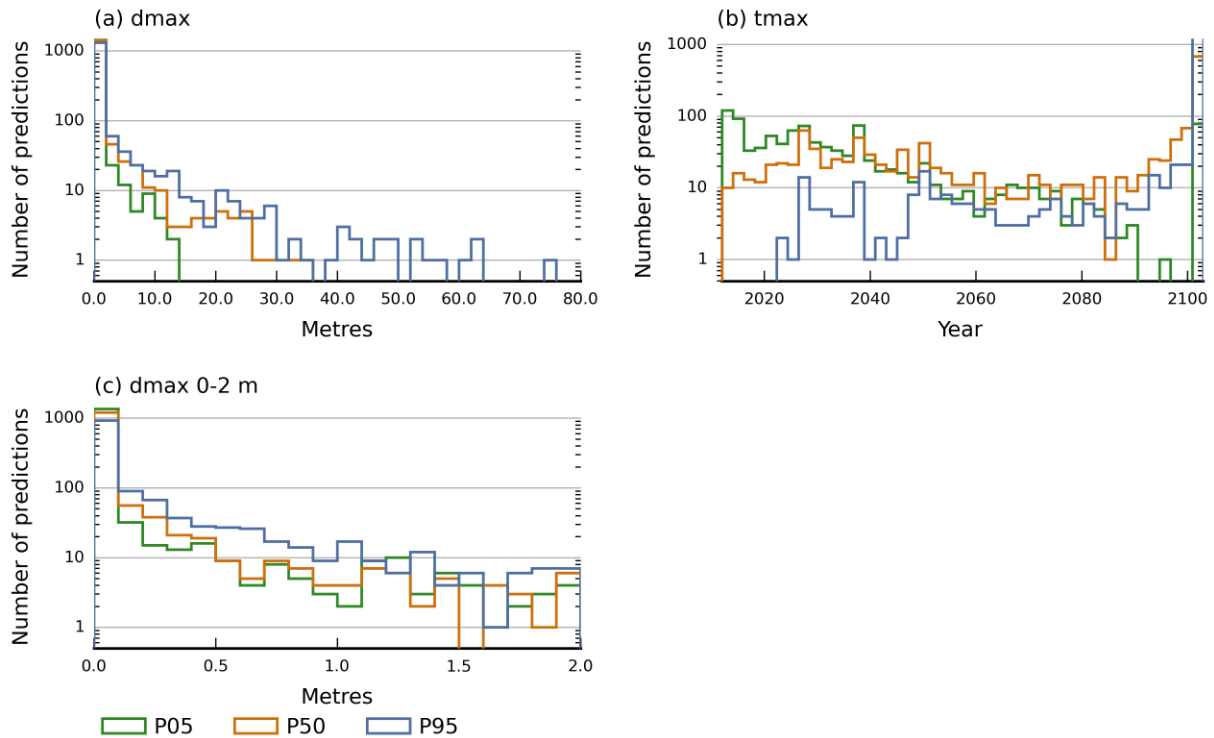 (a) dmax
Number of predictions
1000
100
10
1
0.0 10.0 20.0 30.0 40.0 50.0 60.0 70.0 80.0
Metres
(b) tmax
Number of predictions
1000
100
10
1
2020 2040 2060 2080 2100
Year
(c) dmax 0-2 m
Number of predictions
1000
100
10
1
0.0 0.5 1.0 1.5 2.0
Metres
P05 P50 P95